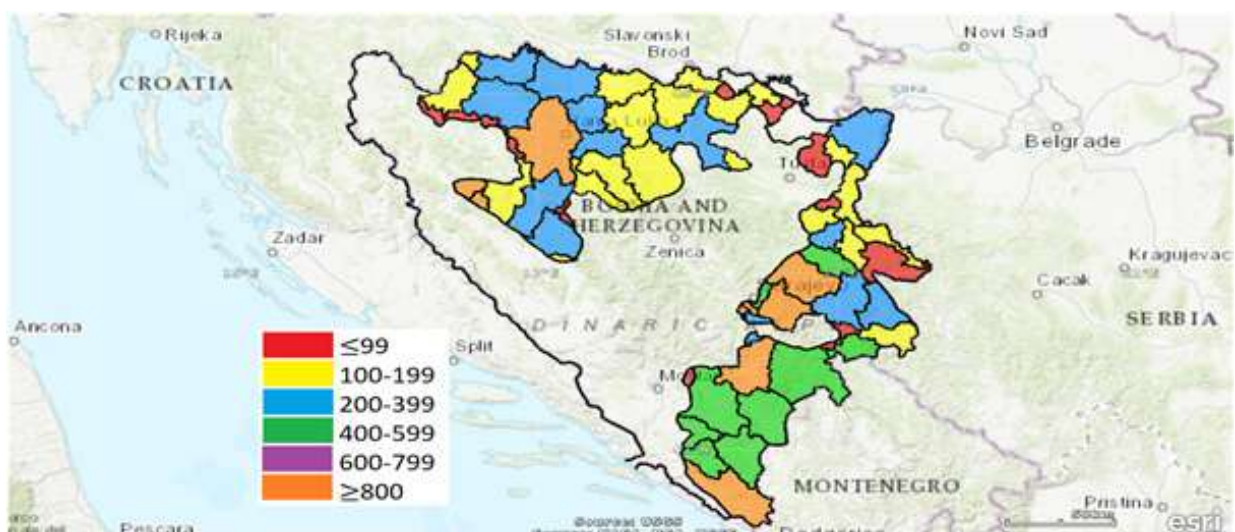 Rijeka
Slavonski
Brod
Novi Sad
CROATIA
Belgrade
Tuzla
BOSNIA AND
HERZEGOVINA
Zadar
Zenica
Kragujevac
Cacak
SERBIA
DINARIC
Ancona
Split
≤99
100-199
200-399
400-599
600-799
≥800
MONTENEGRO
Pristina
Pescara
esri